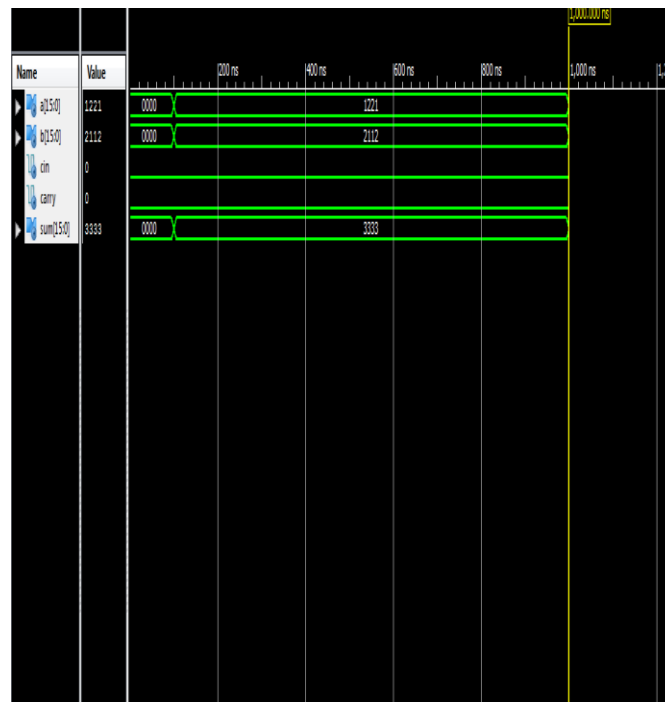 1,000.000 ns
Name Value 200 ns 400 ns 600 ns 800 ns 1,000 ns
a[15:0] 1221 0000 1221
b[15:0] 2112 0000 2112
cin 0
carry 0
sum[15:0] 3333 0000 3333